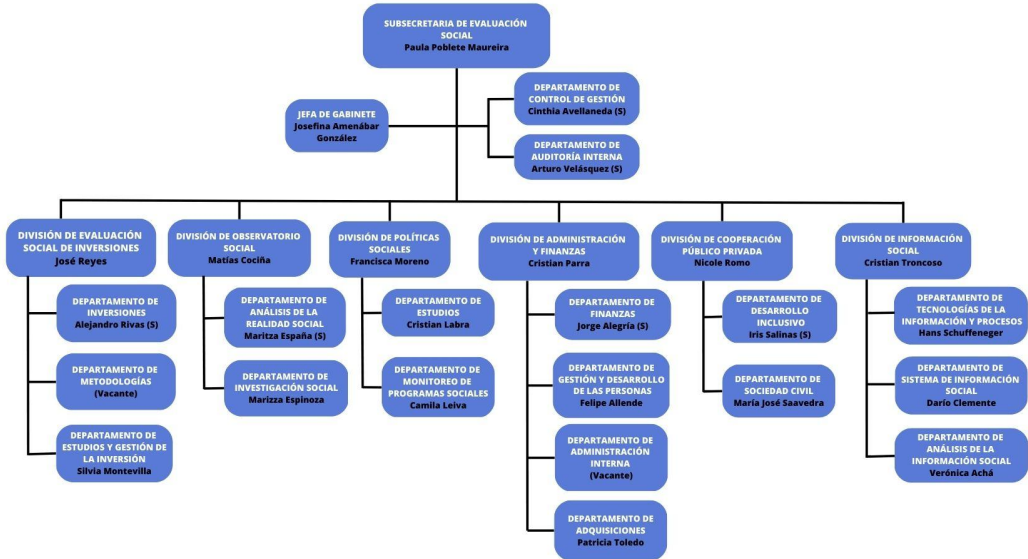 SUBSECRETARIA DE EVALUACIÓN
SOCIAL
Paula Poblete Maureira
DEPARTAMENTO DE
CONTROL DE GESTIÓN
Cinthia Avellaneda (S)
JEFA DE GABINETE
Josefina Amenábar
González
DEPARTAMENTO DE
AUDITORÍA INTERNA
Arturo Velásquez (S)
DIVISIÓN DE EVALUACIÓN
SOCIAL DE INVERSIONES
José Reyes
DIVISIÓN DE OBSERVATORIO
SOCIAL
Matías Cociña
DIVISIÓN DE POLÍTICAS
SOCIALES
Francisca Moreno
DIVISIÓN DE ADMINISTRACIÓN
Y FINANZAS
Cristian Parra
DIVISIÓN DE COOPERACIÓN
PÚBLICO PRIVADA
Nicole Romo
DIVISIÓN DE INFORMACIÓN
SOCIAL
Cristian Troncoso
DEPARTAMENTO DE
INVERSIONES
Alejandro Rivas (S)
DEPARTAMENTO DE
METODOLOGÍAS
(Vacante)
DEPARTAMENTO DE
ESTUDIOS Y GESTIÓN DE
LA INVERSIÓN
Silvia Montevilla
DEPARTAMENTO DE
ANÁLISIS DE LA
REALIDAD SOCIAL
Maritza España (S)
DEPARTAMENTO DE
INVESTIGACIÓN SOCIAL
Marizza Espinoza
DEPARTAMENTO DE
ESTUDIOS
Cristian Labra
DEPARTAMENTO DE
MONITOREO DE
PROGRAMAS SOCIALES
Camila Leiva
DEPARTAMENTO DE
FINANZAS
Jorge Alegría (S)
DEPARTAMENTO DE
GESTIÓN Y DESARROLLO
DE LAS PERSONAS
Felipe Allende
DEPARTAMENTO DE
ADMINISTRACIÓN
INTERNA
(Vacante)
DEPARTAMENTO DE
ADQUISICIONES
Patricia Toledo
DEPARTAMENTO DE
DESARROLLO
INCLUSIVO
Iris Salinas (S)
DEPARTAMENTO DE
SOCIEDAD CIVIL
María José Saavedra
DEPARTAMENTO DE
TECNOLOGÍAS DE LA
INFORMACIÓN Y PROCESOS
Hans Schuffeneger
DEPARTAMENTO DE
SISTEMA DE INFORMACIÓN
SOCIAL
Darío Clemente
DEPARTAMENTO DE
ANÁLISIS DE LA
INFORMACIÓN SOCIAL
Verónica Achá